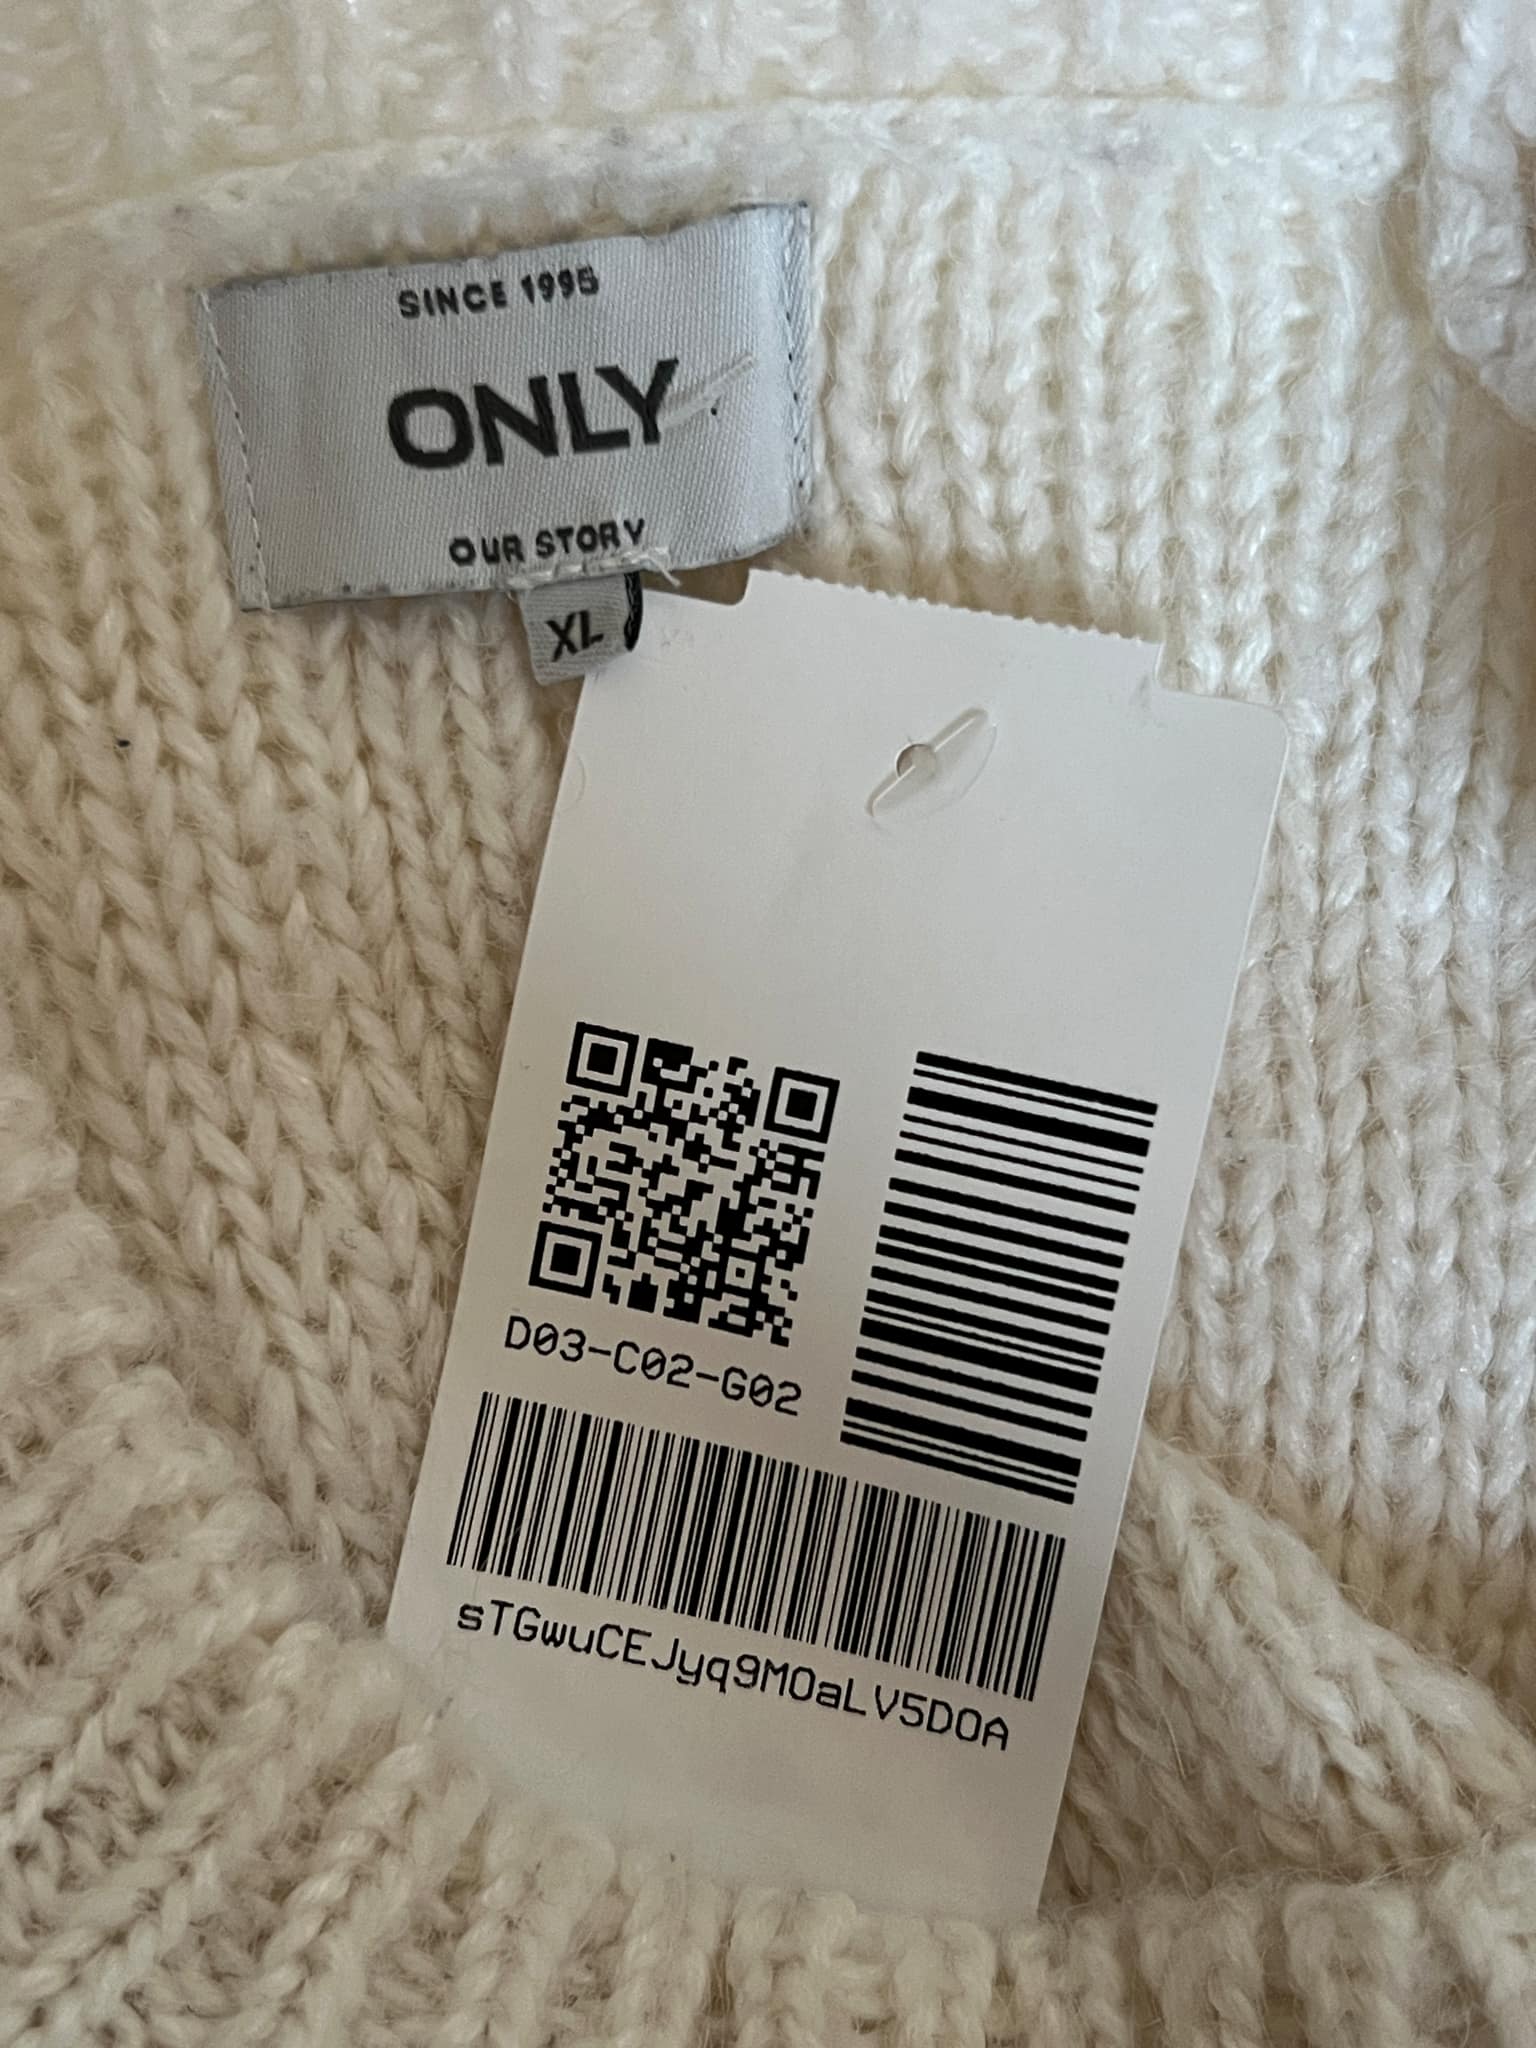 SINCE 1995
ONLY
OUR STORY
XL
D03-C02-G02
sTGwuCEJyq9MOaLV5DOA